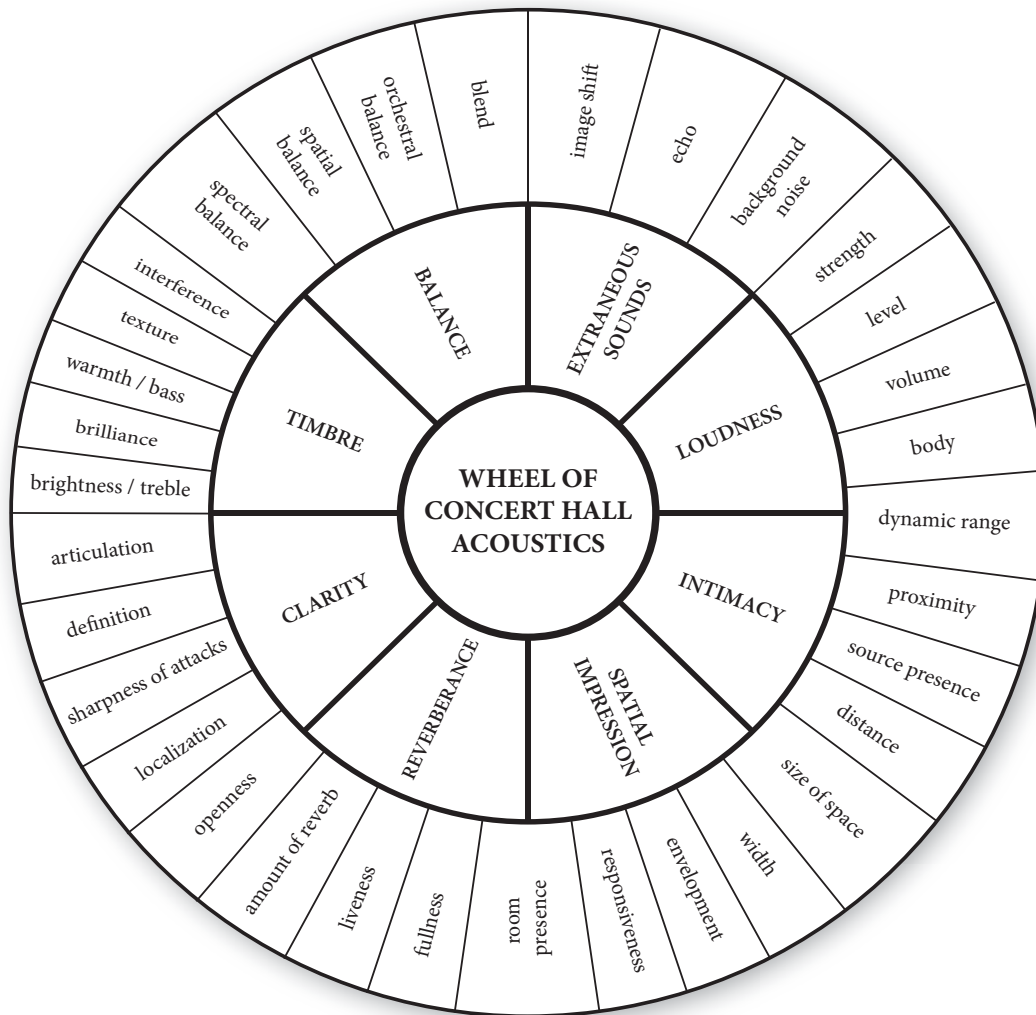 WHEEL OF
CONCERT HALL
ACOUSTICS
EXTRANEOUS
SOUNDS
LOUDNESS
INTIMACY
SPATIAL
IMPRESSION
REVERBERANCE
CLARITY
TIMBRE
BALANCE
image shift
echo
background
noise
strength
level
volume
body
dynamic range
proximity
source presence
distance
size of space
width
envelopment
responsiveness
room
presence
fullness
liveness
amount of reverb
openness
localization
sharpness of attacks
definition
articulation
brightness / treble
brilliance
warmth / bass
texture
interference
spectral
balance
spatial
balance
orchestral
balance
blend